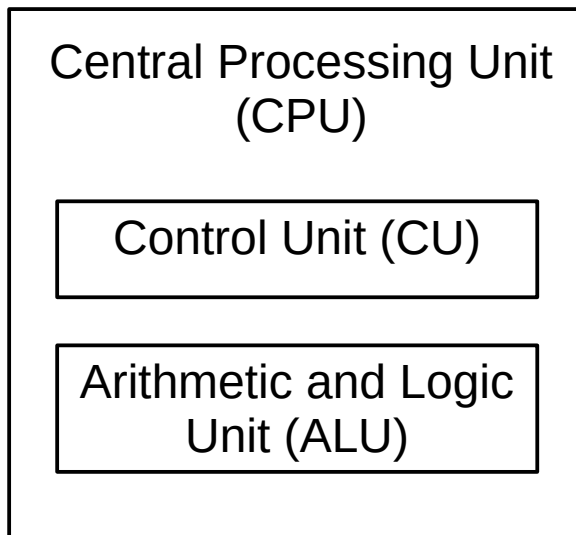 Central Processing Unit
(CPU)
Control Unit (CU)
Arithmetic and Logic
Unit (ALU)